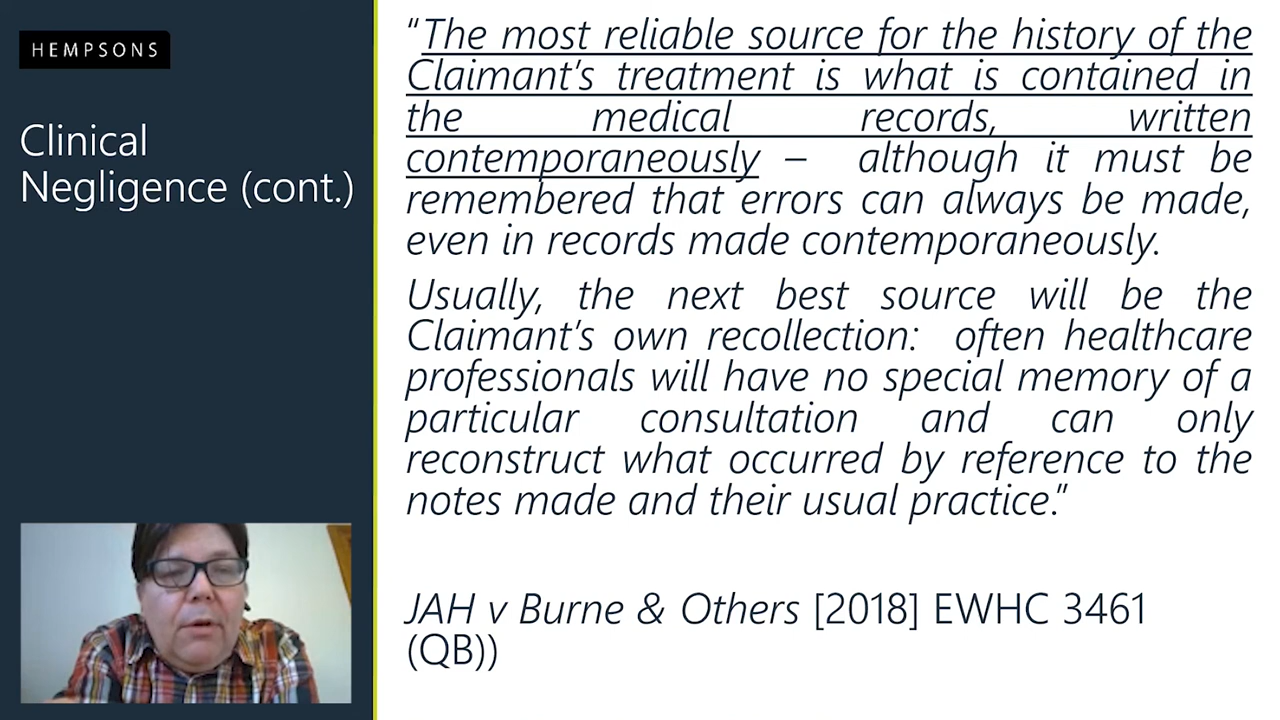 HEMPSONS
Clinical
Negligence (cont.)
“The most reliable source for the history of the
Claimant’s treatment is what is contained in
the medical records, written
contemporaneously – although it must be
remembered that errors can always be made,
even in records made contemporaneously.
Usually, the next best source will be the
Claimant’s own recollection: often healthcare
professionals will have no special memory of a
particular consultation and can only
reconstruct what occurred by reference to the
notes made and their usual practice.”
JAH v Burne & Others [2018] EWHC 3461
(QB))